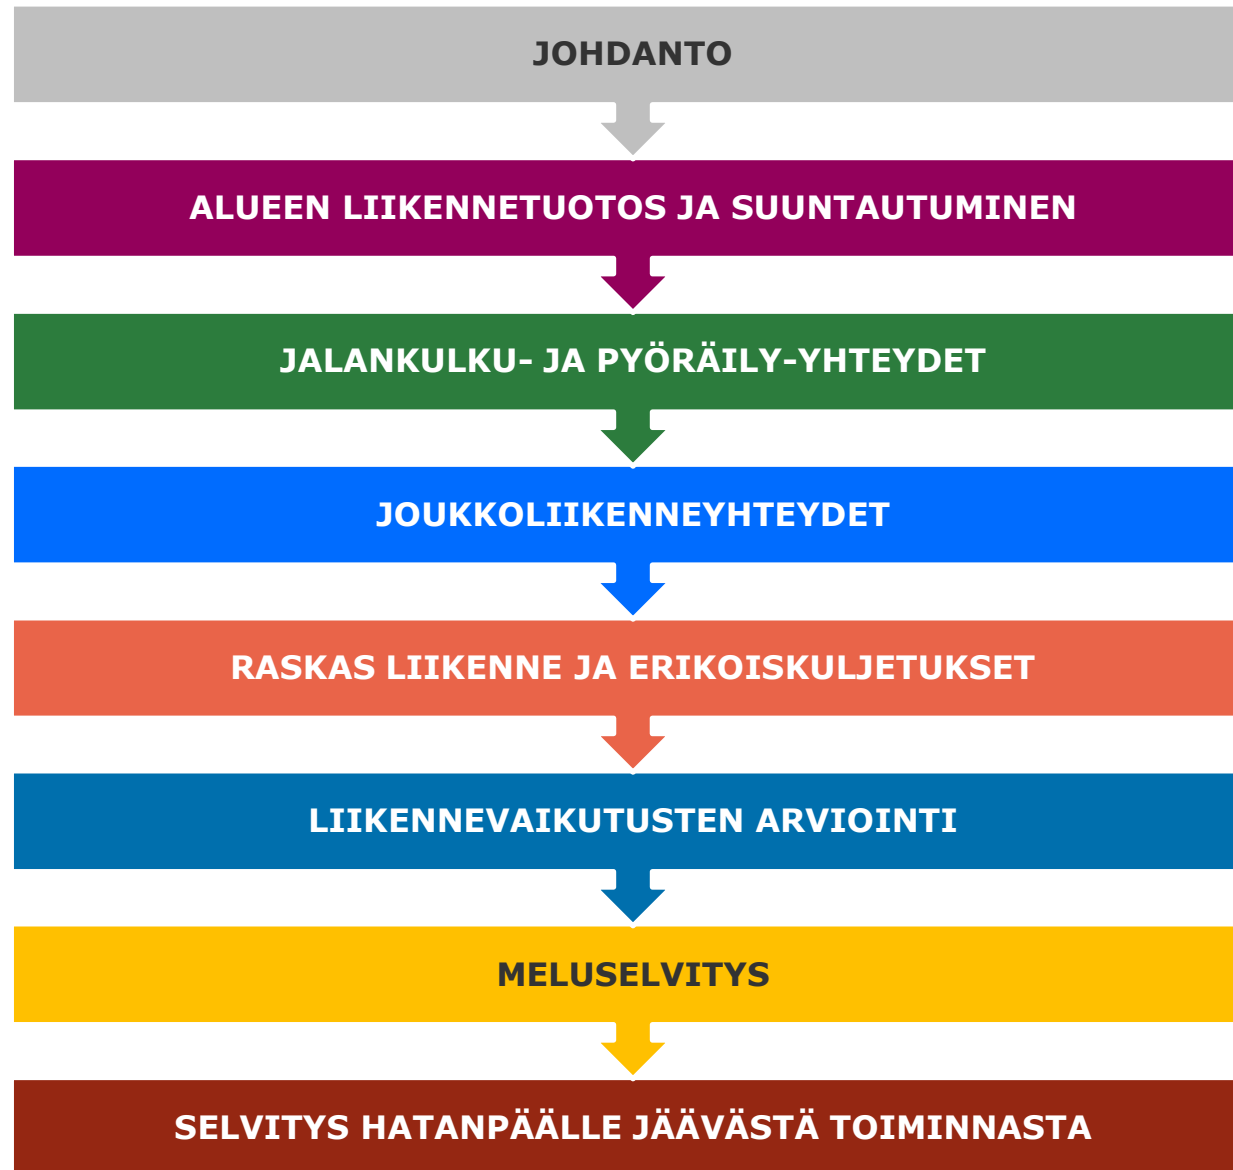 JOHDANTO
ALUEEN LIIKENNETUOTOS JA SUUNTAUTUMINEN
JALANKULKU- JA PYÖRÄILY-YHTEYDET
JOUKKOLIIKENNEYHTEYDET
RASKAS LIIKENNE JA ERIKOISKULJETUKSET
LIIKENNEVAIKUTUSTEN ARVIOINTI
MELUSELVITYS
SELVITYS HATANPÄÄLLE JÄÄVÄSTÄ TOIMINNASTA